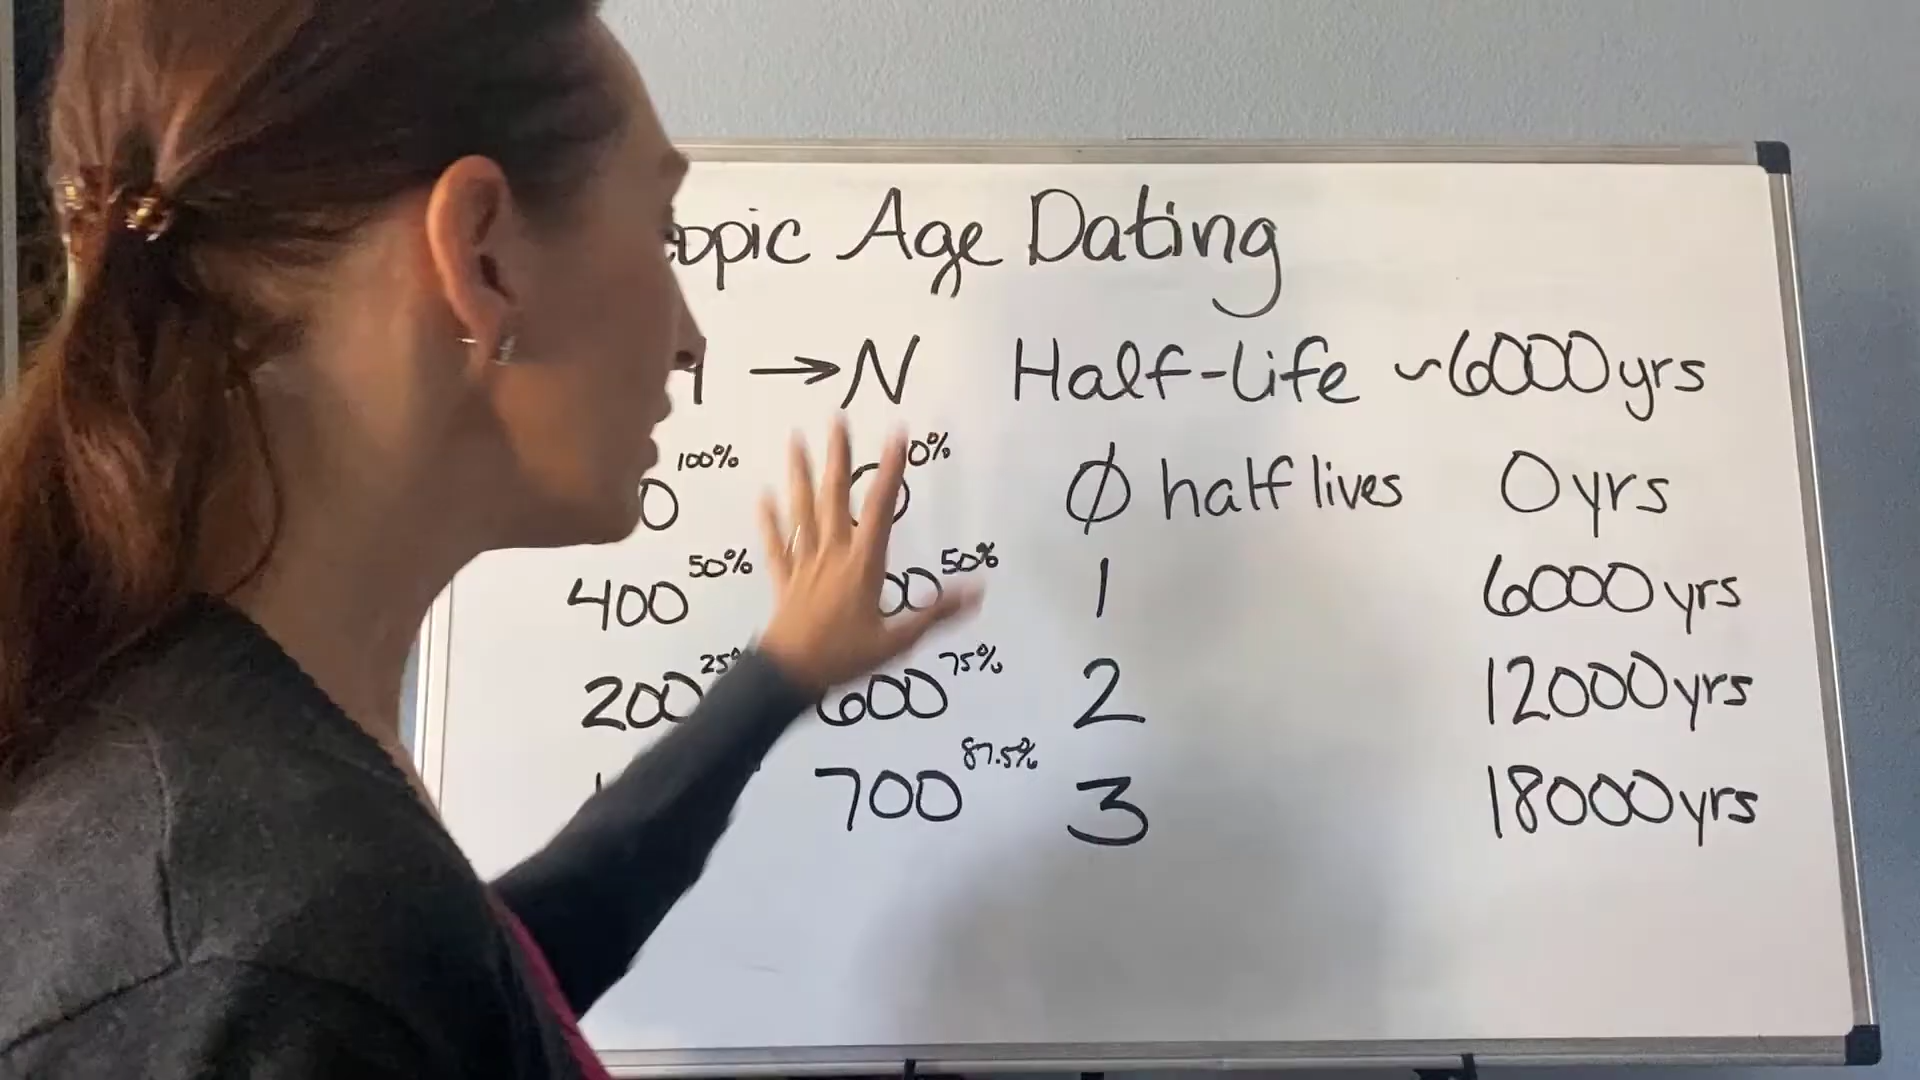 Age Dating
→ N Half-life ~6000yrs
100% 0% Ø half lives 0yrs
400 50% 50% 1 6000yrs
200 600 75% 2 12000yrs
700 87.5% 3 18000yrs